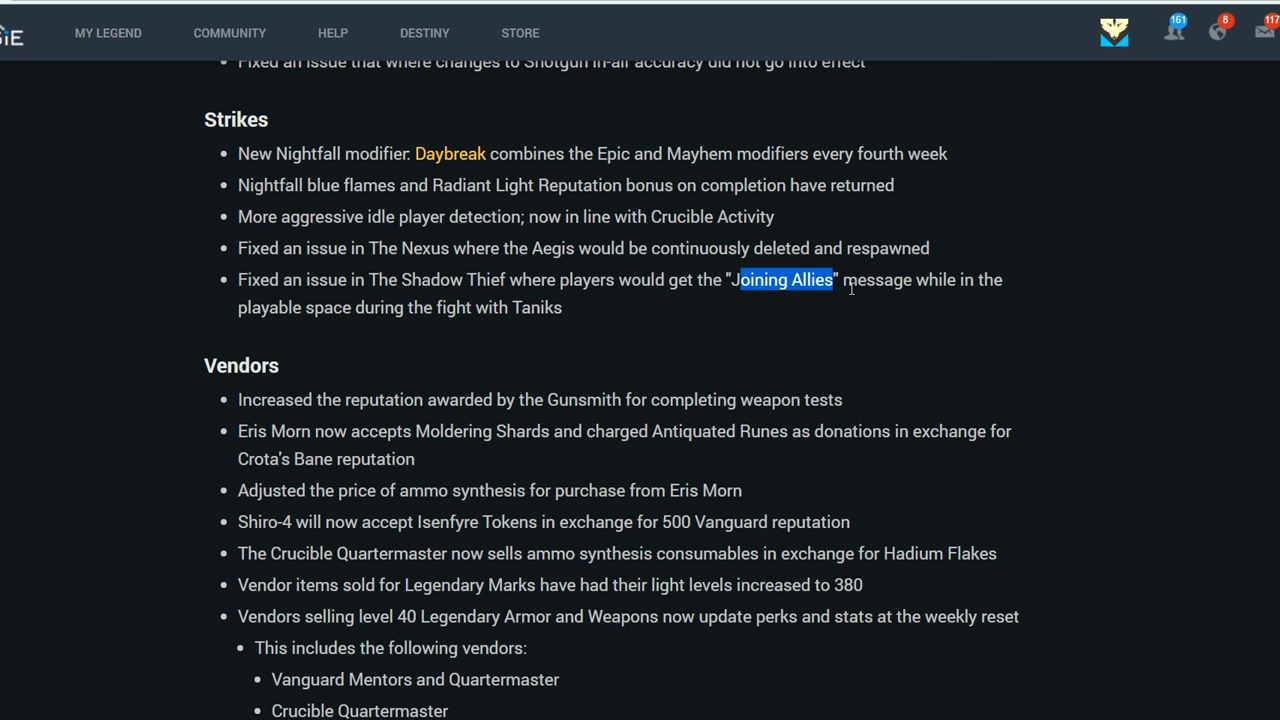 GIE
MY LEGEND
COMMUNITY
HELP
DESTINY
STORE
161
8
117
Fixed an issue that where changes to Shotgun in-air accuracy did not go into effect
Strikes
New Nightfall modifier: Daybreak combines the Epic and Mayhem modifiers every fourth week
Nightfall blue flames and Radiant Light Reputation bonus on completion have returned
More aggressive idle player detection; now in line with Crucible Activity
Fixed an issue in The Nexus where the Aegis would be continuously deleted and respawned
Fixed an issue in The Shadow Thief where players would get the "Joining Allies" message while in the
playable space during the fight with Taniks
Vendors
Increased the reputation awarded by the Gunsmith for completing weapon tests
Eris Morn now accepts Moldering Shards and charged Antiquated Runes as donations in exchange for
Crota's Bane reputation
Adjusted the price of ammo synthesis for purchase from Eris Morn
Shiro-4 will now accept Isenfyre Tokens in exchange for 500 Vanguard reputation
The Crucible Quartermaster now sells ammo synthesis consumables in exchange for Hadium Flakes
Vendor items sold for Legendary Marks have had their light levels increased to 380
Vendors selling level 40 Legendary Armor and Weapons now update perks and stats at the weekly reset
This includes the following vendors:
Vanguard Mentors and Quartermaster
Crucible Quartermaster